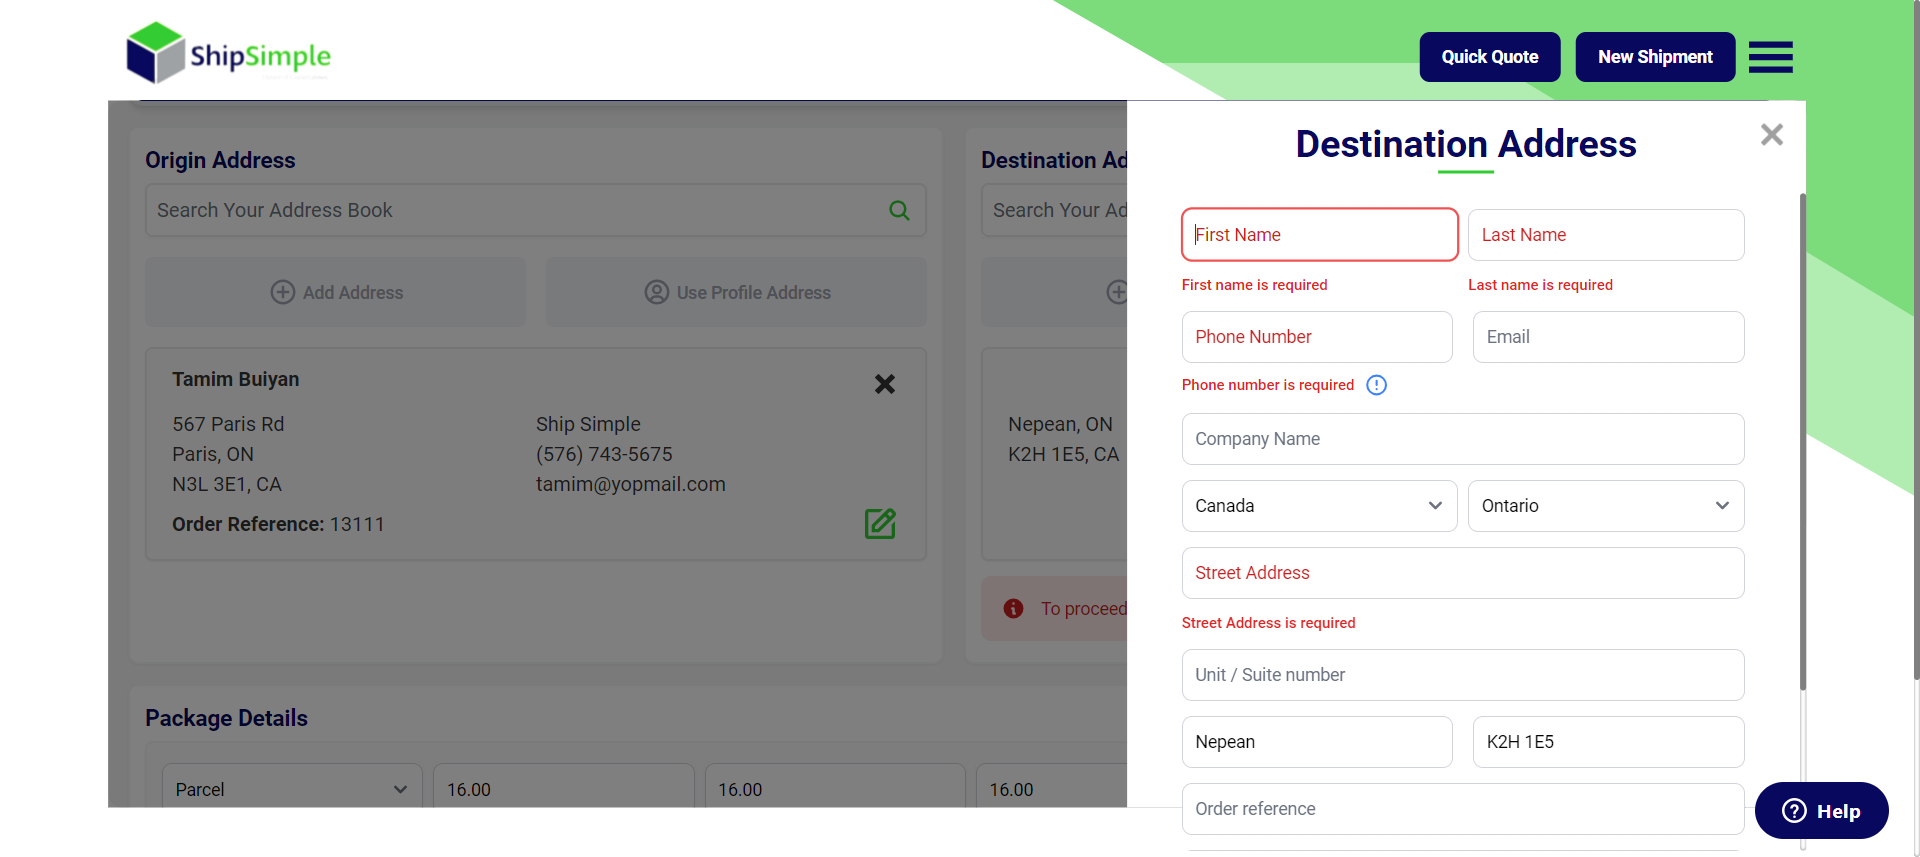 ShipSimple
Quick Quote
New Shipment
Origin Address
Search Your Address Book
Add Address
Use Profile Address
Tamim Buiyan
567 Paris Rd
Ship Simple
Paris, ON
(576) 743-5675
N3L 3E1, CA
tamim@yopmail.com
Order Reference: 13111
Destination Ad
Search Your Ad
Nepean, ON
K2H 1E5, CA
To proceed
Package Details
Parcel
16.00
16.00
16.00
Destination Address
First Name
Last Name
First name is required
Last name is required
Phone Number
Email
Phone number is required
Company Name
Canada
Ontario
Street Address
Street Address is required
Unit / Suite number
Nepean
K2H 1E5
Order reference
Help